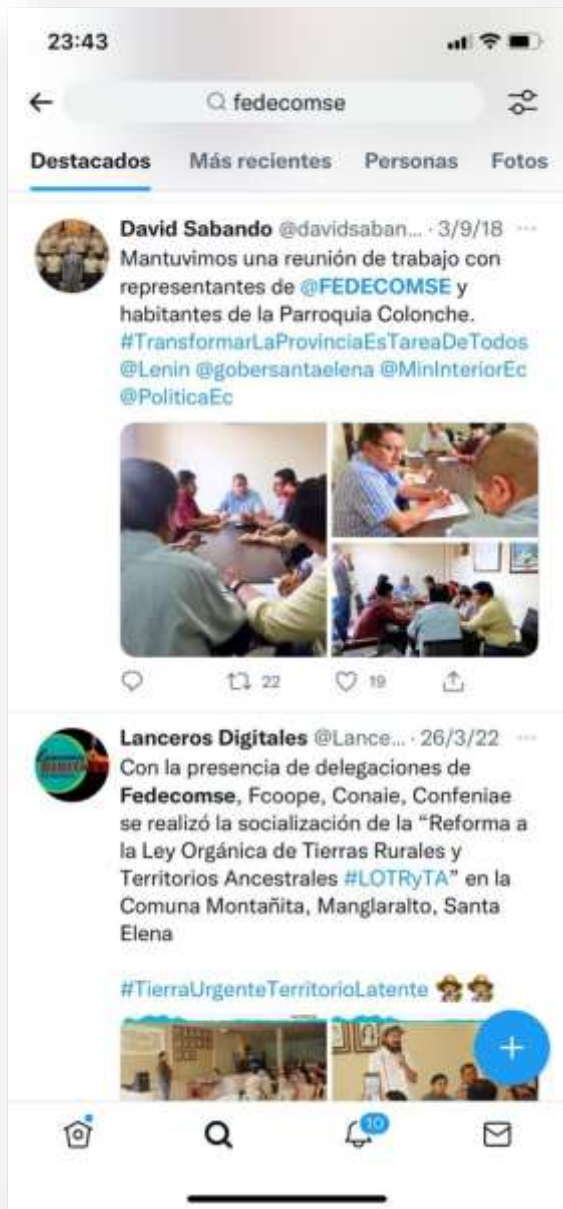 23:43
fedecomse
Destacados Más recientes Personas Fotos
David Sabando @davidsaban... · 3/9/18
Mantuvimos una reunión de trabajo con
representantes de @FEDECOMSE y
habitantes de la Parroquia Colonche.
#TransformarLaProvinciaEsTareaDeTodos
@Lenin @gobersantaelena @MinInteriorEc
@PoliticaEc
22 19
Lanceros Digitales @Lance... · 26/3/22
Con la presencia de delegaciones de
Fedecomse, Fcoope, Conaie, Confeniae
se realizó la socialización de la “Reforma a
la Ley Orgánica de Tierras Rurales y
Territorios Ancestrales #LOTRyTA” en la
Comuna Montañita, Manglaralto, Santa
Elena
#TierraUrgenteTerritorioLatente
10